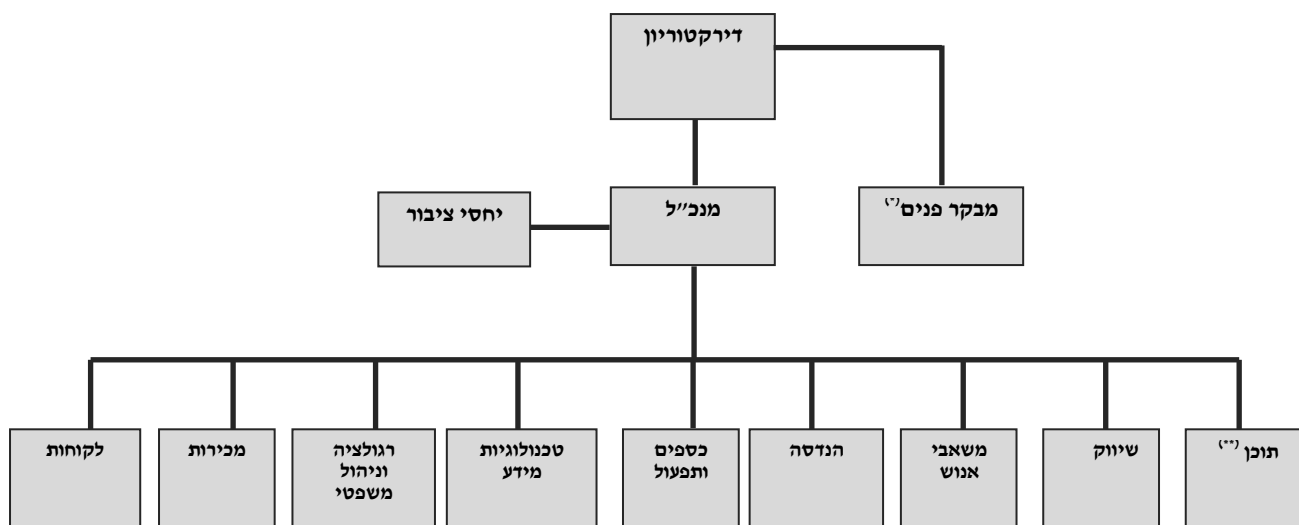 דירקטוריון
מבקר פנים(*)
מנכ"ל
יחסי ציבור
תוכן (**)
שיווק
משאבי
אנוש
הנדסה
כספים
ותפעול
טכנולוגיות
מידע
רגולציה
וניהול
משפטי
מכירות
לקוחות